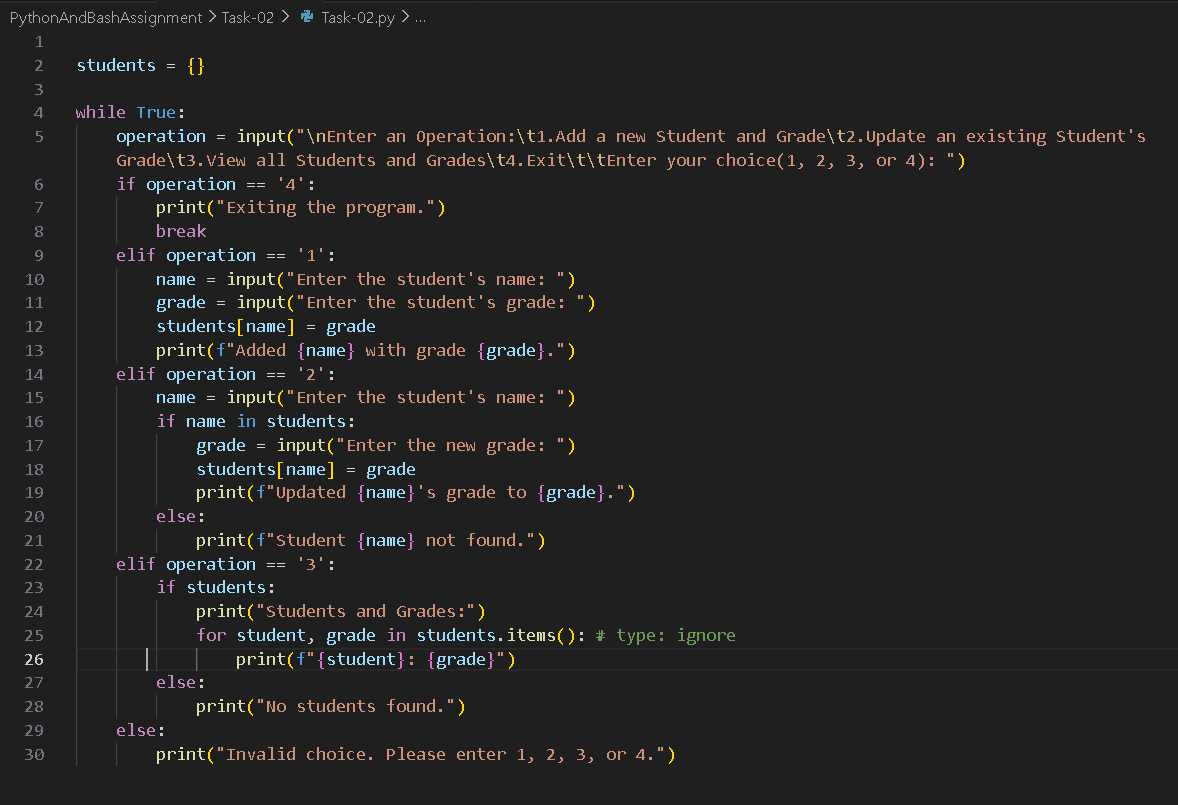 PythonAndBashAssignment > Task-02 > Task-02.py > ...
1
2 students = {}
3
4 while True:
5     operation = input("\nEnter an Operation:\t1.Add a new Student and Grade\t2.Update an existing Student's
Grade\t3.View all Students and Grades\t4.Exit\t\tEnter your choice(1, 2, 3, or 4): ")
6     if operation == '4':
7         print("Exiting the program.")
8         break
9     elif operation == '1':
10         name = input("Enter the student's name: ")
11         grade = input("Enter the student's grade: ")
12         students[name] = grade
13         print(f"Added {name} with grade {grade}.")
14     elif operation == '2':
15         name = input("Enter the student's name: ")
16         if name in students:
17             grade = input("Enter the new grade: ")
18             students[name] = grade
19             print(f"Updated {name}'s grade to {grade}.")
20         else:
21             print(f"Student {name} not found.")
22     elif operation == '3':
23         if students:
24             print("Students and Grades:")
25             for student, grade in students.items(): # type: ignore
26                 print(f"{student}: {grade}")
27         else:
28             print("No students found.")
29     else:
30         print("Invalid choice. Please enter 1, 2, 3, or 4.")